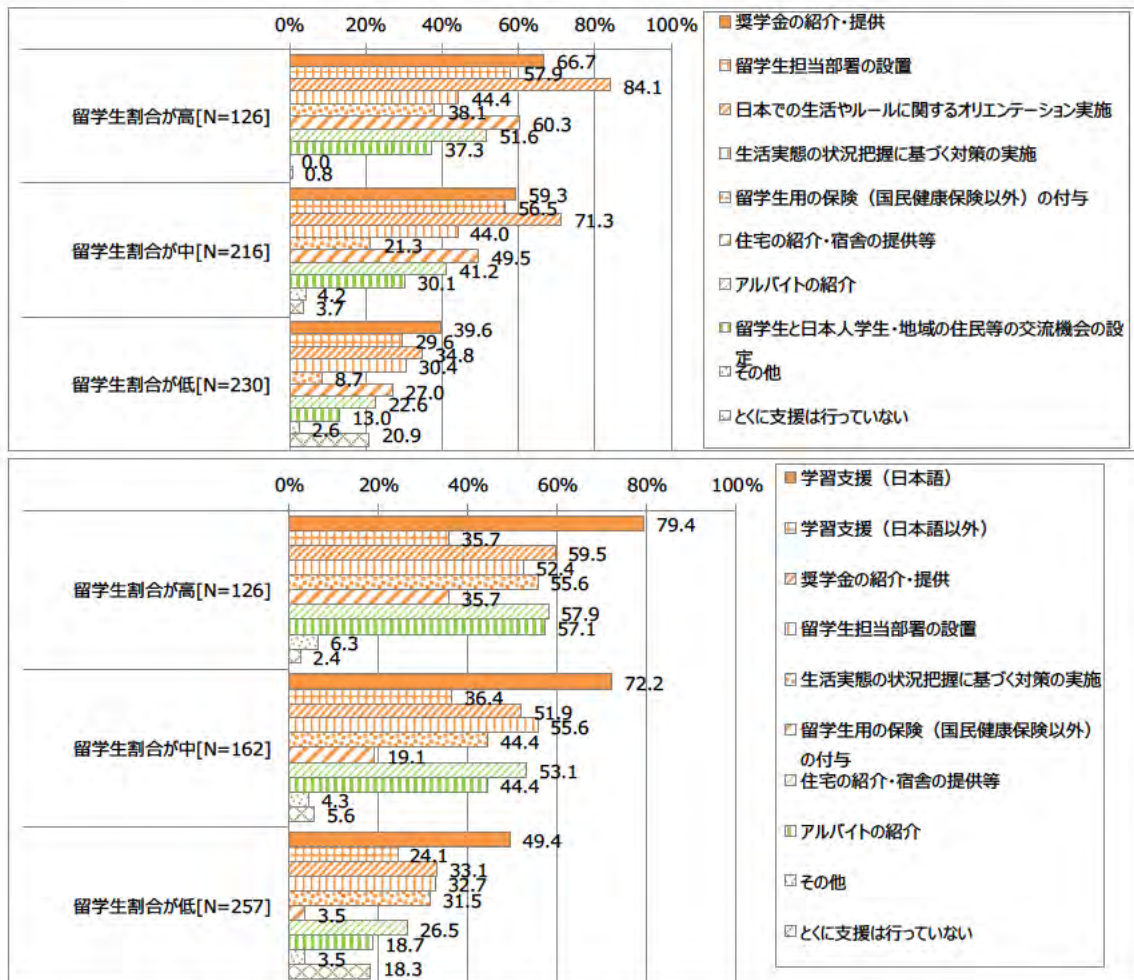 0% 20% 40% 60% 80% 100%
留学生割合が高[N=126]
66.7
57.9
84.1
44.4
38.1
60.3
51.6
37.3
0.0
0.8
留学生割合が中[N=216]
59.3
56.5
71.3
44.0
21.3
49.5
41.2
30.1
4.2
3.7
留学生割合が低[N=230]
39.6
29.6
34.8
30.4
8.7
27.0
22.6
13.0
2.6
20.9
奨学金の紹介・提供
留学生担当部署の設置
日本での生活やルールに関するオリエンテーション実施
生活実態の状況把握に基づく対策の実施
留学生用の保険（国民健康保険以外）の付与
住宅の紹介・宿舎の提供等
アルバイトの紹介
留学生と日本人学生・地域の住民等の交流機会の設
定
その他
とくに支援は行っていない
0% 20% 40% 60% 80% 100%
留学生割合が高[N=126]
79.4
35.7
59.5
52.4
55.6
35.7
57.9
57.1
6.3
2.4
留学生割合が中[N=162]
72.2
36.4
51.9
55.6
44.4
19.1
53.1
44.4
4.3
5.6
留学生割合が低[N=257]
49.4
24.1
33.1
32.7
31.5
3.5
26.5
18.7
3.5
18.3
学習支援（日本語）
学習支援（日本語以外）
奨学金の紹介・提供
留学生担当部署の設置
生活実態の状況把握に基づく対策の実施
留学生用の保険（国民健康保険以外）
の付与
住宅の紹介・宿舎の提供等
アルバイトの紹介
その他
とくに支援は行っていない